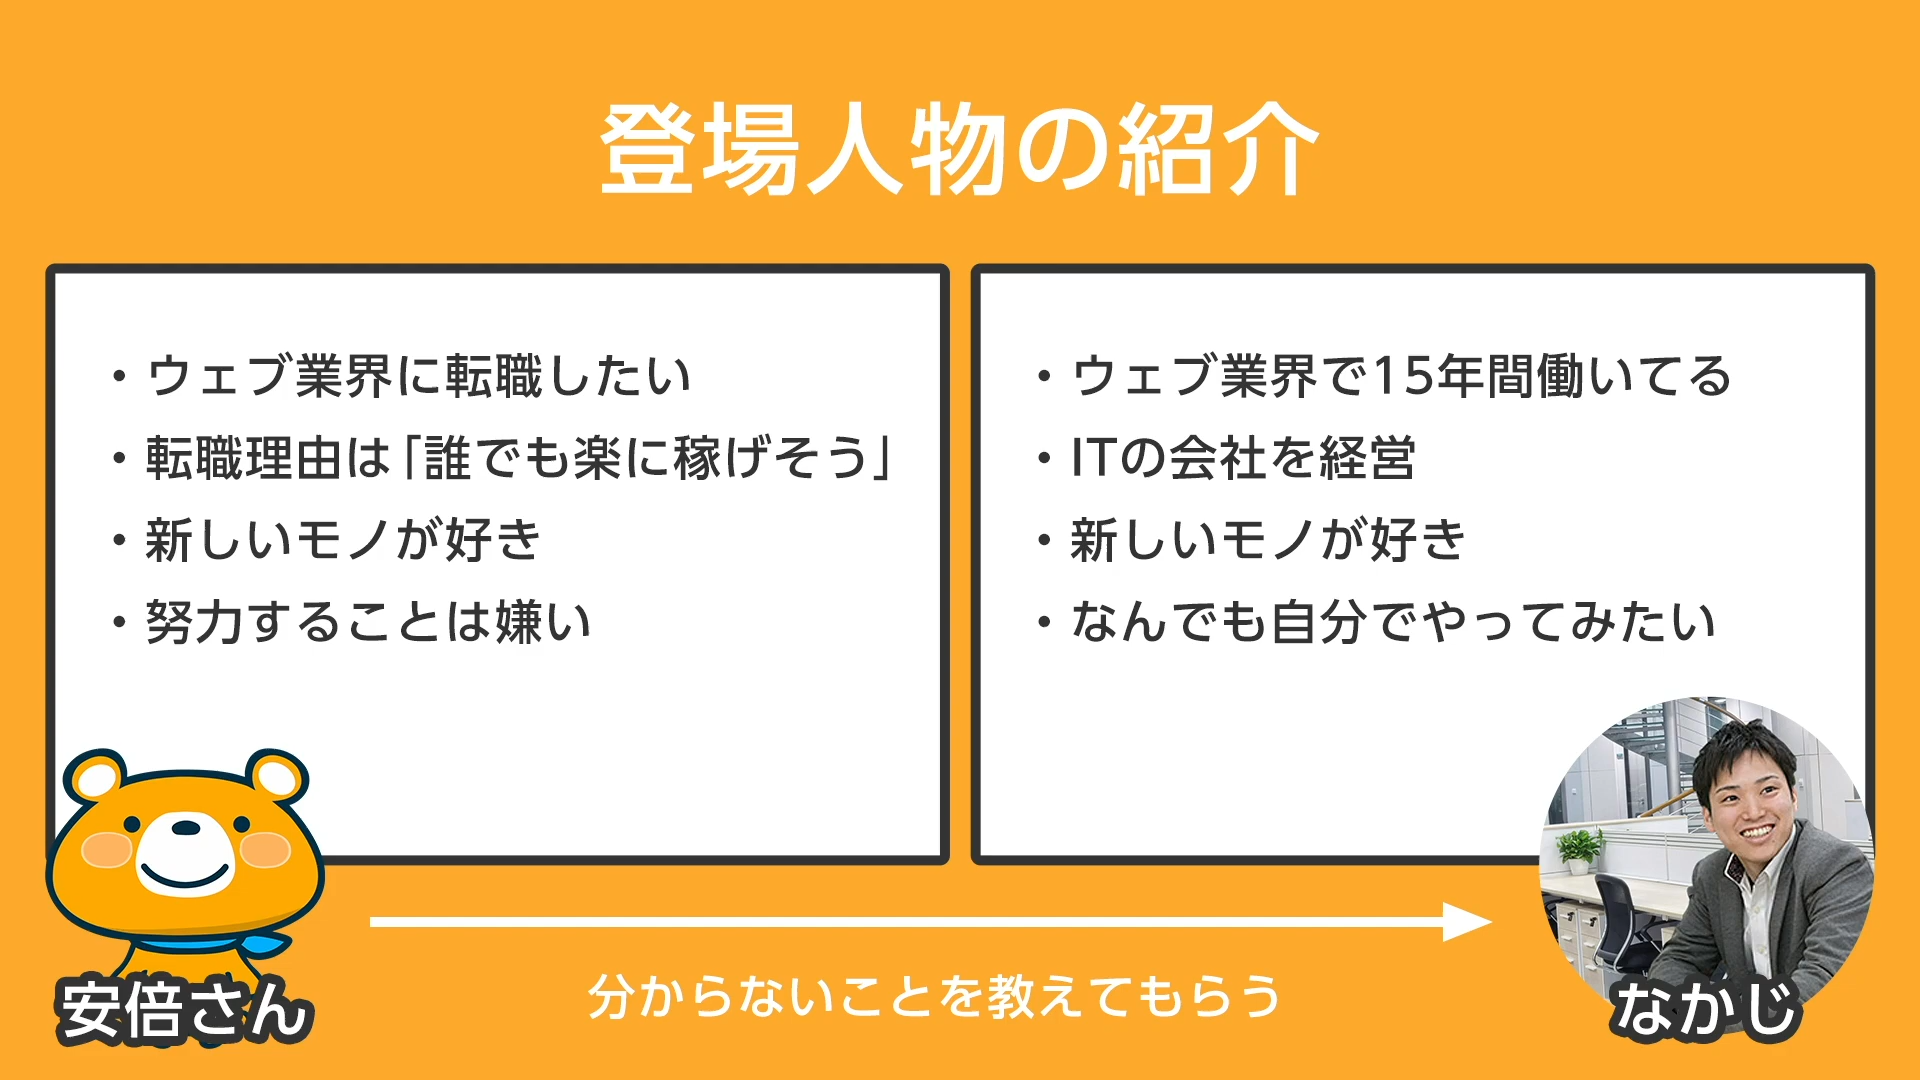 登場人物の紹介
・ウェブ業界に転職したい
・転職理由は「誰でも楽に稼げそう」
・新しいモノが好き
・努力することは嫌い
・ウェブ業界で15年間働いてる
・ITの会社を経営
・新しいモノが好き
・なんでも自分でやってみたい
安倍さん
分からないことを教えてもらう
なかじ